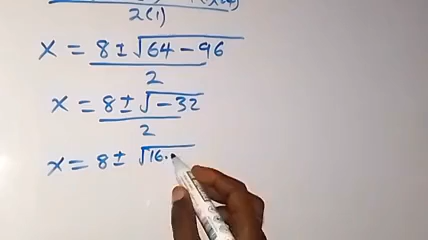 2(1)
x = 8 ± √64 - 96
2
x = 8 ± √-32
2
x = 8 ± √16.